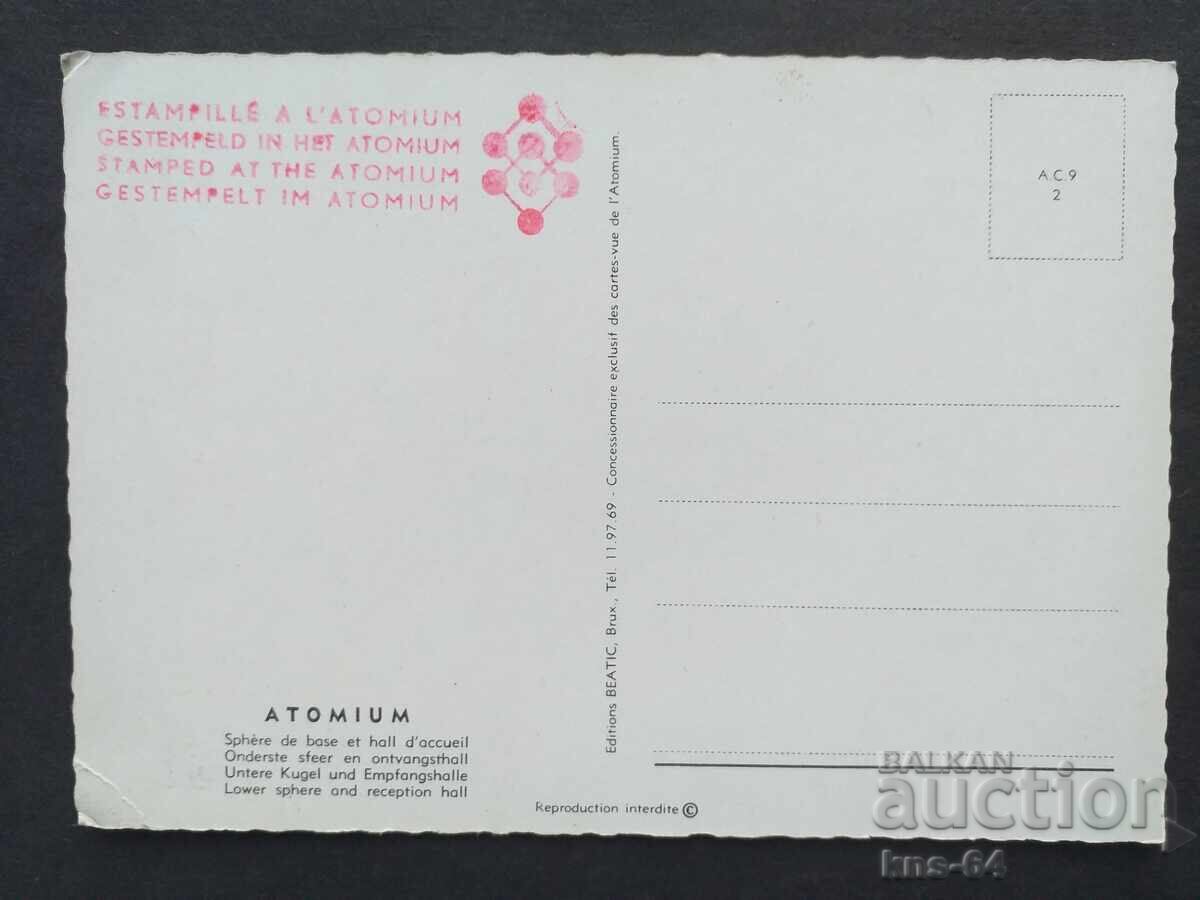 ESTAMPILLÉ A L'ATOMIUM
GESTEMPELD IN HET ATOMIUM
STAMPED AT THE ATOMIUM
GESTEMPELT IM ATOMIUM
A.C.9
2
Editions BEATIC, Brux., Tél. 11.97.69 - Concessionnaire exclusif des cartes-vue de l'Atomium.
ATOMIUM
Sphère de base et hall d'accueil
Onderste sfeer en ontvangsthall
Untere Kugel und Empfangshalle
Lower sphere and reception hall
Reproduction interdite ©
BALKAN
auction
kns-64